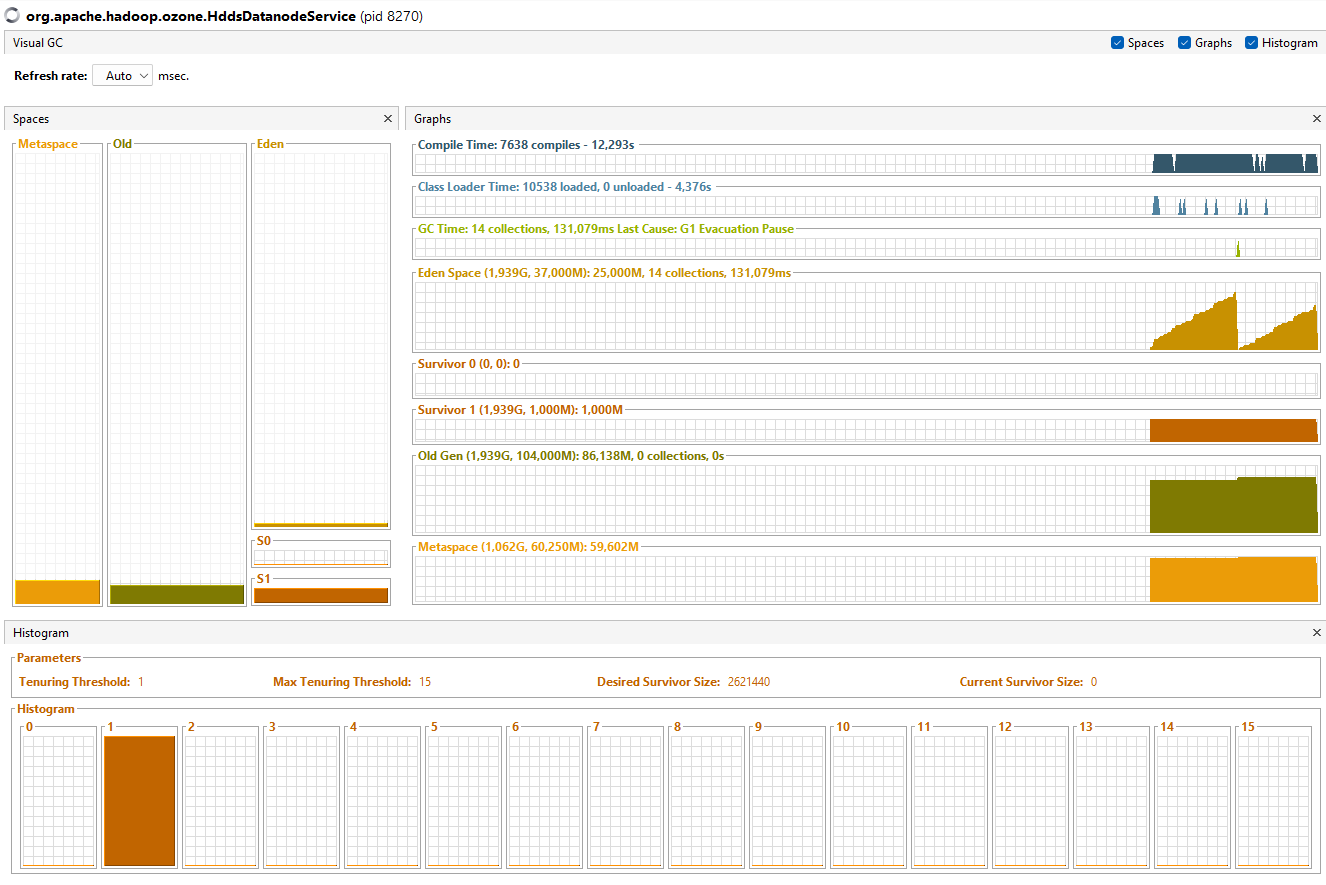 org.apache.hadoop.ozone.HddsDatanodeService (pid 8270)
Visual GC
Spaces Graphs Histogram
Refresh rate: Auto msec.
Spaces
Metaspace Old Eden
S0
S1
Graphs
Compile Time: 7638 compiles - 12,293s
Class Loader Time: 10538 loaded, 0 unloaded - 4,376s
GC Time: 14 collections, 131,079ms Last Cause: G1 Evacuation Pause
Eden Space (1,939G, 37,000M): 25,000M, 14 collections, 131,079ms
Survivor 0 (0, 0): 0
Survivor 1 (1,939G, 1,000M): 1,000M
Old Gen (1,939G, 104,000M): 86,138M, 0 collections, 0s
Metaspace (1,062G, 60,250M): 59,602M
Histogram
Parameters
Tenuring Threshold: 1 Max Tenuring Threshold: 15 Desired Survivor Size: 2621440 Current Survivor Size: 0
Histogram
0 1 2 3 4 5 6 7 8 9 10 11 12 13 14 15